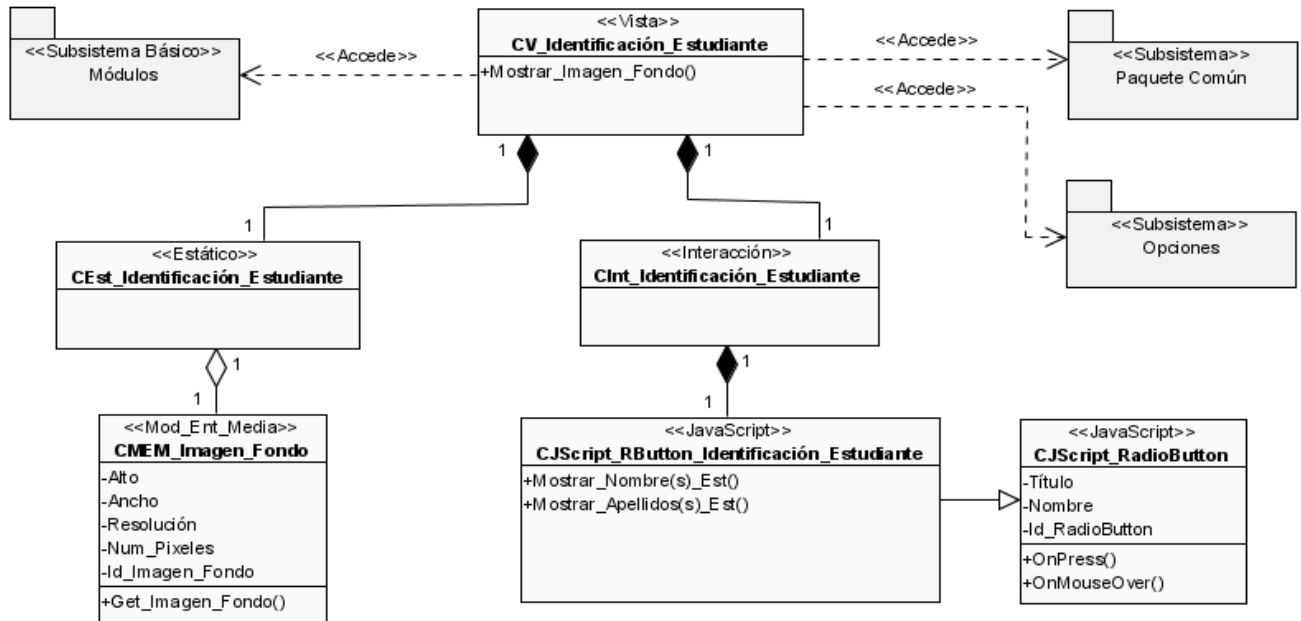 <<Vista>>
CV_Identificación_Estudiante
+Mostrar_Imagen_Fondo()
<<Subsistema Básico>>
Módulos
<<Accede>>
<<Accede>>
<<Accede>>
<<Subsistema>>
Paquete Común
<<Subsistema>>
Opciones
1
1
1
1
<<Estático>>
CEst_Identificación_Estudiante
<<Interacción>>
CInt_Identificación_Estudiante
1
1
1
1
<<Mod_Ent_Media>>
CMEM_Imagen_Fondo
-Alto
-Ancho
-Resolución
-Num_Pixeles
-Id_Imagen_Fondo
+Get_Imagen_Fondo()
<<JavaScript>>
CJScript_RButton_Identificación_Estudiante
+Mostrar_Nombre(s)_Est()
+Mostrar_Apellidos(s)_Est()
<<JavaScript>>
CJScript_RadioButton
-Título
-Nombre
-Id_RadioButton
+OnPress()
+OnMouseOver()